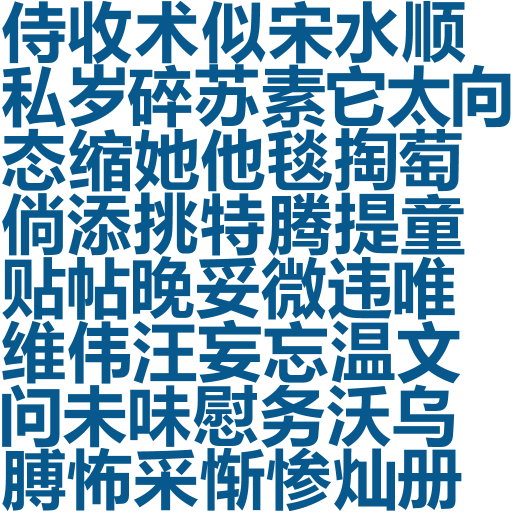 侍收术似宋水顺
私岁碎苏素它太向
态缩她他毯掏萄
倘添挑特腾提童
贴帖晚妥微违唯
维伟汪妄忘温文
问未味慰务沃乌
膊怖采惭惨灿册